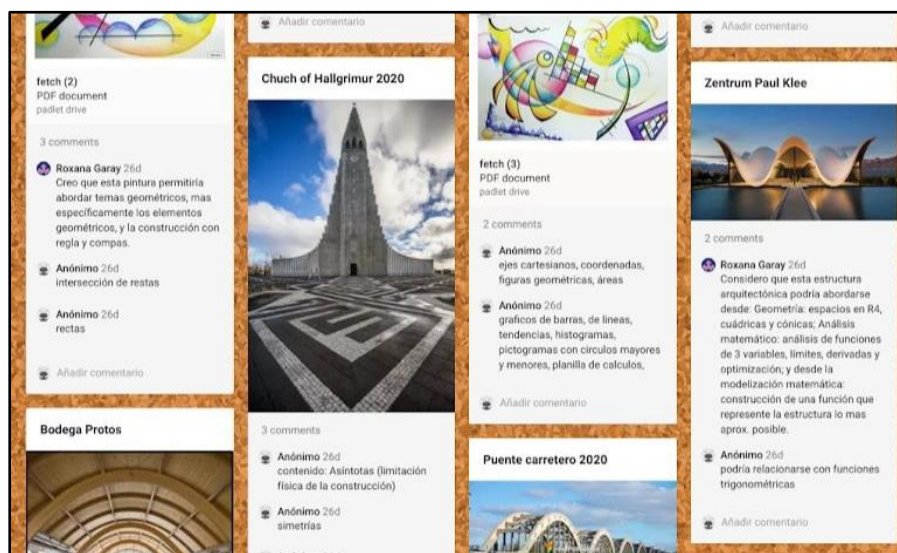 fetch (2)
PDF document
padlet drive
3 comments
Roxana Garay 26d
Creo que esta pintura permitiría
abordar temas geométricos, mas
específicamente los elementos
geométricos, y la construcción con
regla y compas.
Anónimo 26d
intersección de restas
Anónimo 26d
rectas
Añadir comentario
Bodega Protos
Añadir comentario
Chuch of Hallgrimur 2020
3 comments
Anónimo 26d
contenido: Asíntotas (limitación
física de la construcción)
Anónimo 26d
simetrías
fetch (3)
PDF document
padlet drive
2 comments
Anónimo 26d
ejes cartesianos, coordenadas,
figuras geométricas, áreas
Anónimo 26d
graficos de barras, de lineas,
tendencias, histogramas,
pictogramas con circulos mayores
y menores, planilla de calculos,
Añadir comentario
Puente carretero 2020
Añadir comentario
Zentrum Paul Klee
2 comments
Roxana Garay 26d
Considero que esta estructura
arquitectónica podría abordarse
desde: Geometría: espacios en R4,
cuádricas y cónicas; Análisis
matemático: análisis de funciones
de 3 variables, límites, derivadas y
optimización; y desde la
modelización matemática:
construcción de una función que
represente la estructura lo mas
aprox. posible.
Anónimo 26d
podría relacionarse con funciones
trigonométricas
Añadir comentario